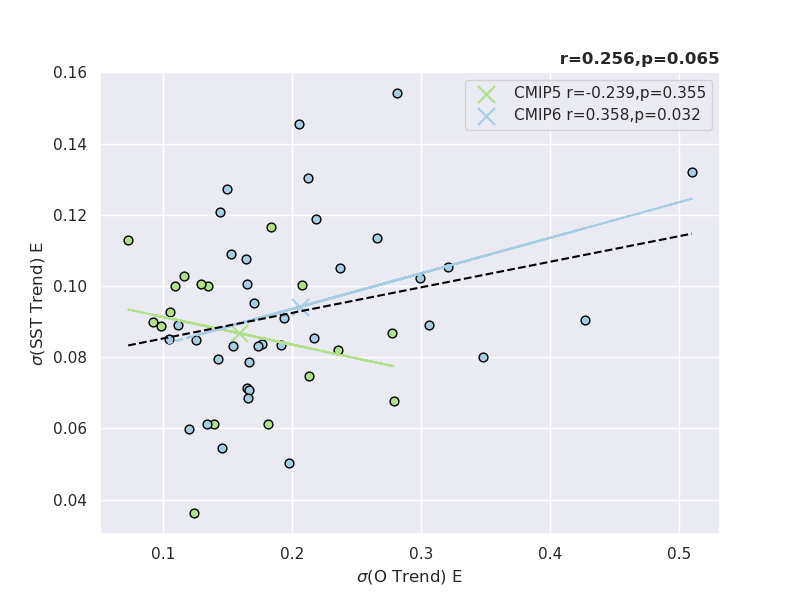 r=0.256,p=0.065
CMIP5 r=-0.239,p=0.355
CMIP6 r=0.358,p=0.032
0.16
0.14
0.12
0.10
0.08
0.06
0.04
σ(SST Trend) E
0.1 0.2 0.3 0.4 0.5
σ(O Trend) E